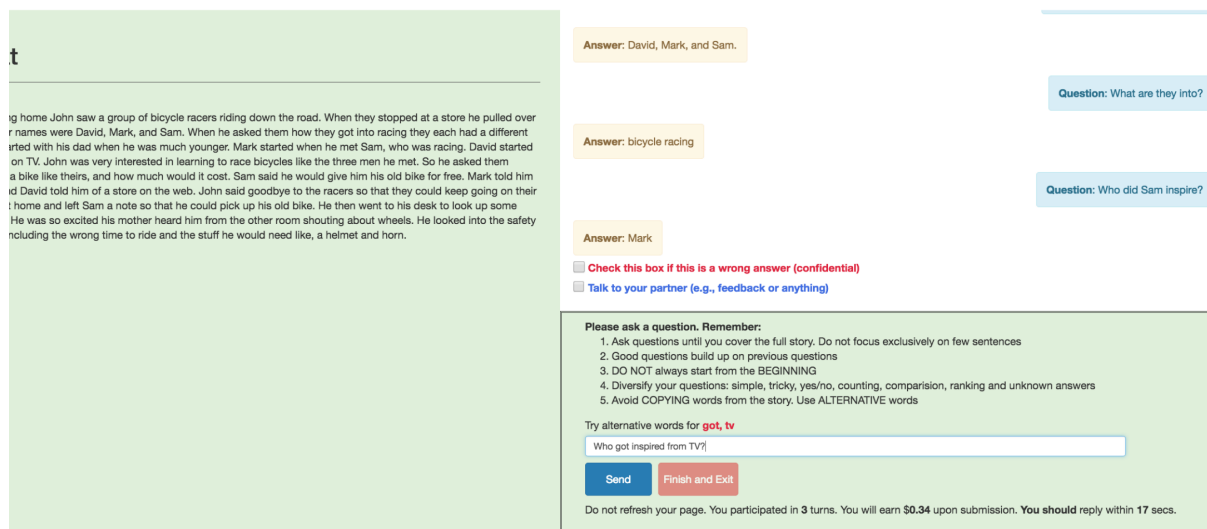 :t
ng home John saw a group of bicycle racers riding down the road. When they stopped at a store he pulled over
r names were David, Mark, and Sam. When he asked them how they got into racing they each had a different
arted with his dad when he was much younger. Mark started when he met Sam, who was racing. David started
on TV. John was very interested in learning to race bicycles like the three men he met. So he asked them
a bike like theirs, and how much would it cost. Sam said he would give him his old bike for free. Mark told him
nd David told him of a store on the web. John said goodbye to the racers so that they could keep going on their
t home and left Sam a note so that he could pick up his old bike. He then went to his desk to look up some
He was so excited his mother heard him from the other room shouting about wheels. He looked into the safety
ncluding the wrong time to ride and the stuff he would need like, a helmet and horn.
Answer: David, Mark, and Sam.
Question: What are they into?
Answer: bicycle racing
Question: Who did Sam inspire?
Answer: Mark
Check this box if this is a wrong answer (confidential)
Talk to your partner (e.g., feedback or anything)
Please ask a question. Remember:
1. Ask questions until you cover the full story. Do not focus exclusively on few sentences
2. Good questions build up on previous questions
3. DO NOT always start from the BEGINNING
4. Diversify your questions: simple, tricky, yes/no, counting, comparision, ranking and unknown answers
5. Avoid COPYING words from the story. Use ALTERNATIVE words
Try alternative words for got, tv
Who got inspired from TV?
Send
Finish and Exit
Do not refresh your page. You participated in 3 turns. You will earn $0.34 upon submission. You should reply within 17 secs.